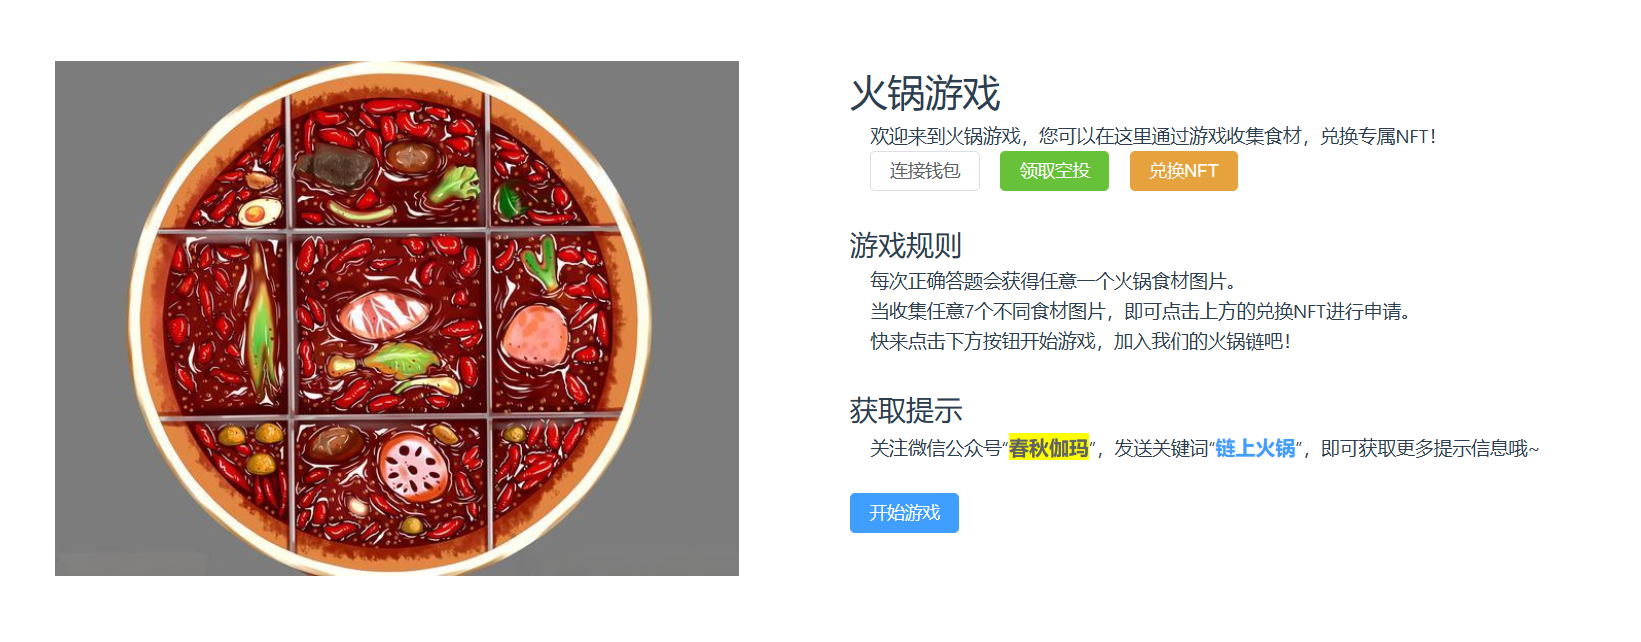 火锅游戏
欢迎来到火锅游戏，您可以在这里通过游戏收集食材，兑换专属NFT！
连接钱包 领取空投 兑换NFT
游戏规则
每次正确答题会获得任意一个火锅食材图片。
当收集任意7个不同食材图片，即可点击上方的兑换NFT进行申请。
快来点击下方按钮开始游戏，加入我们的火锅链吧！
获取提示
关注微信公众号“春秋伽玛”，发送关键词“链上火锅”，即可获取更多提示信息哦~
开始游戏